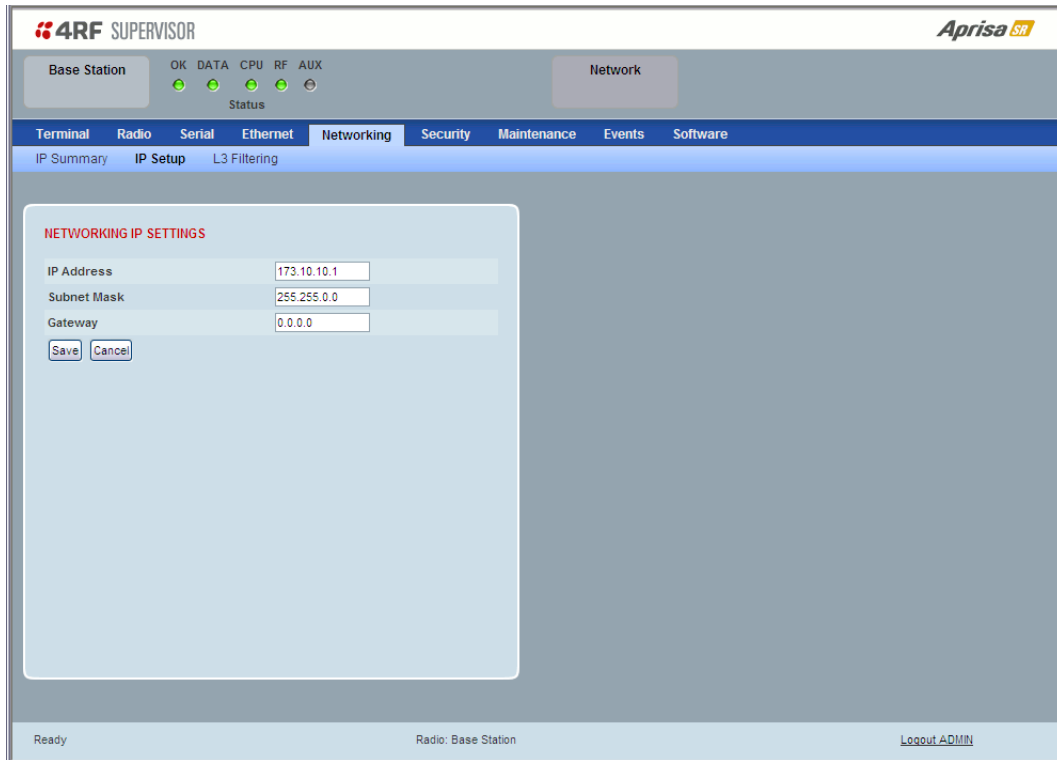 4RF SUPERVISOR
Aprisa SR
Base Station
OK DATA CPU RF AUX
Status
Network
Terminal Radio Serial Ethernet Networking Security Maintenance Events Software
IP Summary IP Setup L3 Filtering
NETWORKING IP SETTINGS
IP Address 173.10.10.1
Subnet Mask 255.255.0.0
Gateway 0.0.0.0
Save Cancel
Ready Radio: Base Station Logout ADMIN